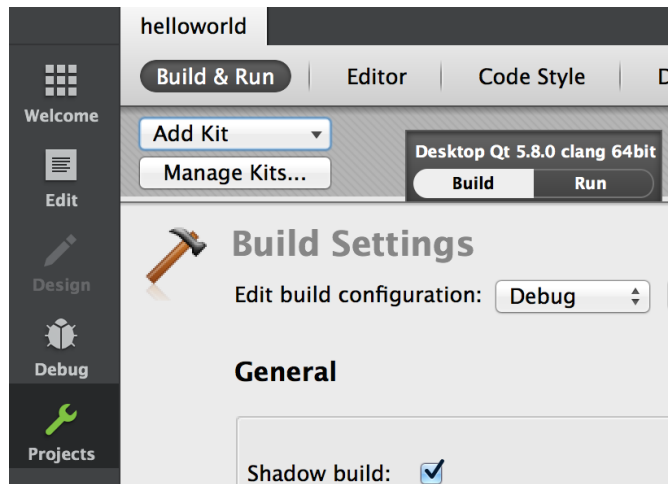 helloworld
Build & Run Editor Code Style
Welcome
Add Kit
Manage Kits...
Desktop Qt 5.8.0 clang 64bit
Build Run
Edit
Design
Build Settings
Edit build configuration: Debug
Debug
General
Projects
Shadow build: